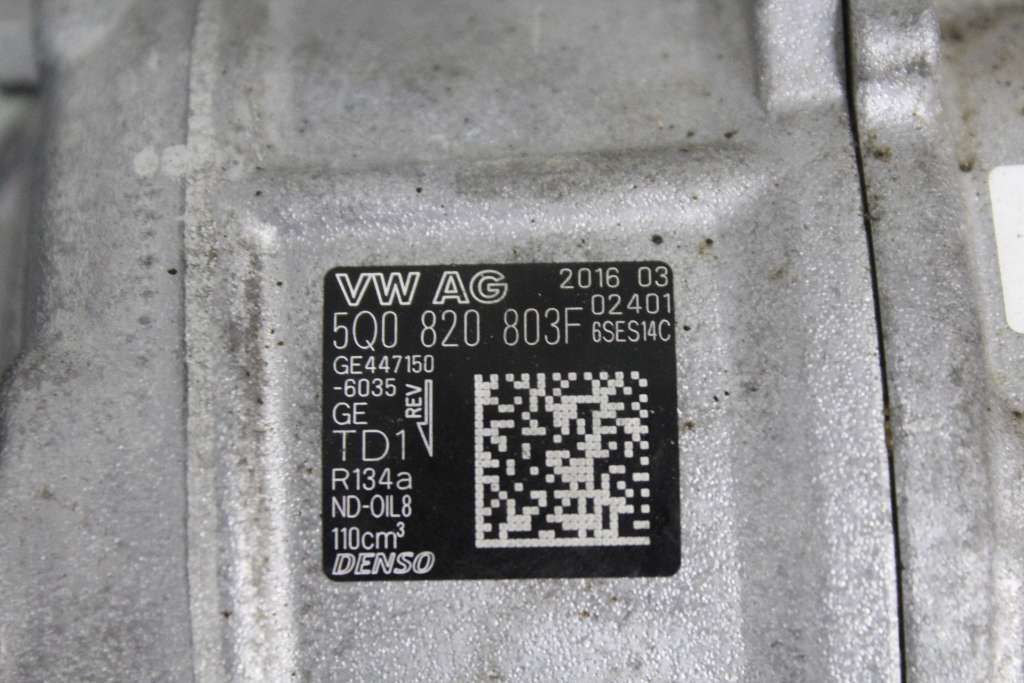 VW AG 2016 03
02401
5Q0 820 803F 6SES14C
GE447150
-6035
REV
GE
TD1
R134a
ND-OIL8
110cm³
DENSO